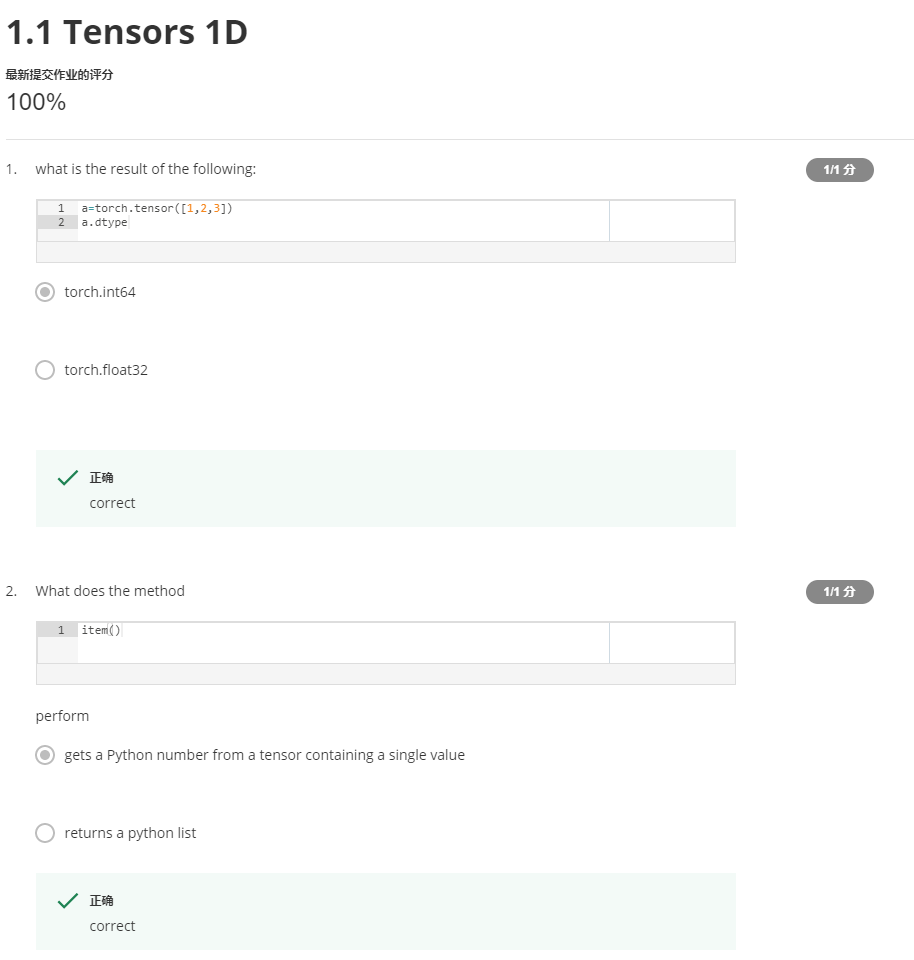 1.1 Tensors 1D
最新提交作业的评分
100%
1. what is the result of the following:
1/1 分
1 a=torch.tensor([1,2,3])
2 a.dtype
torch.int64
torch.float32
正确
correct
2. What does the method
1/1 分
1 item()
perform
gets a Python number from a tensor containing a single value
returns a python list
正确
correct